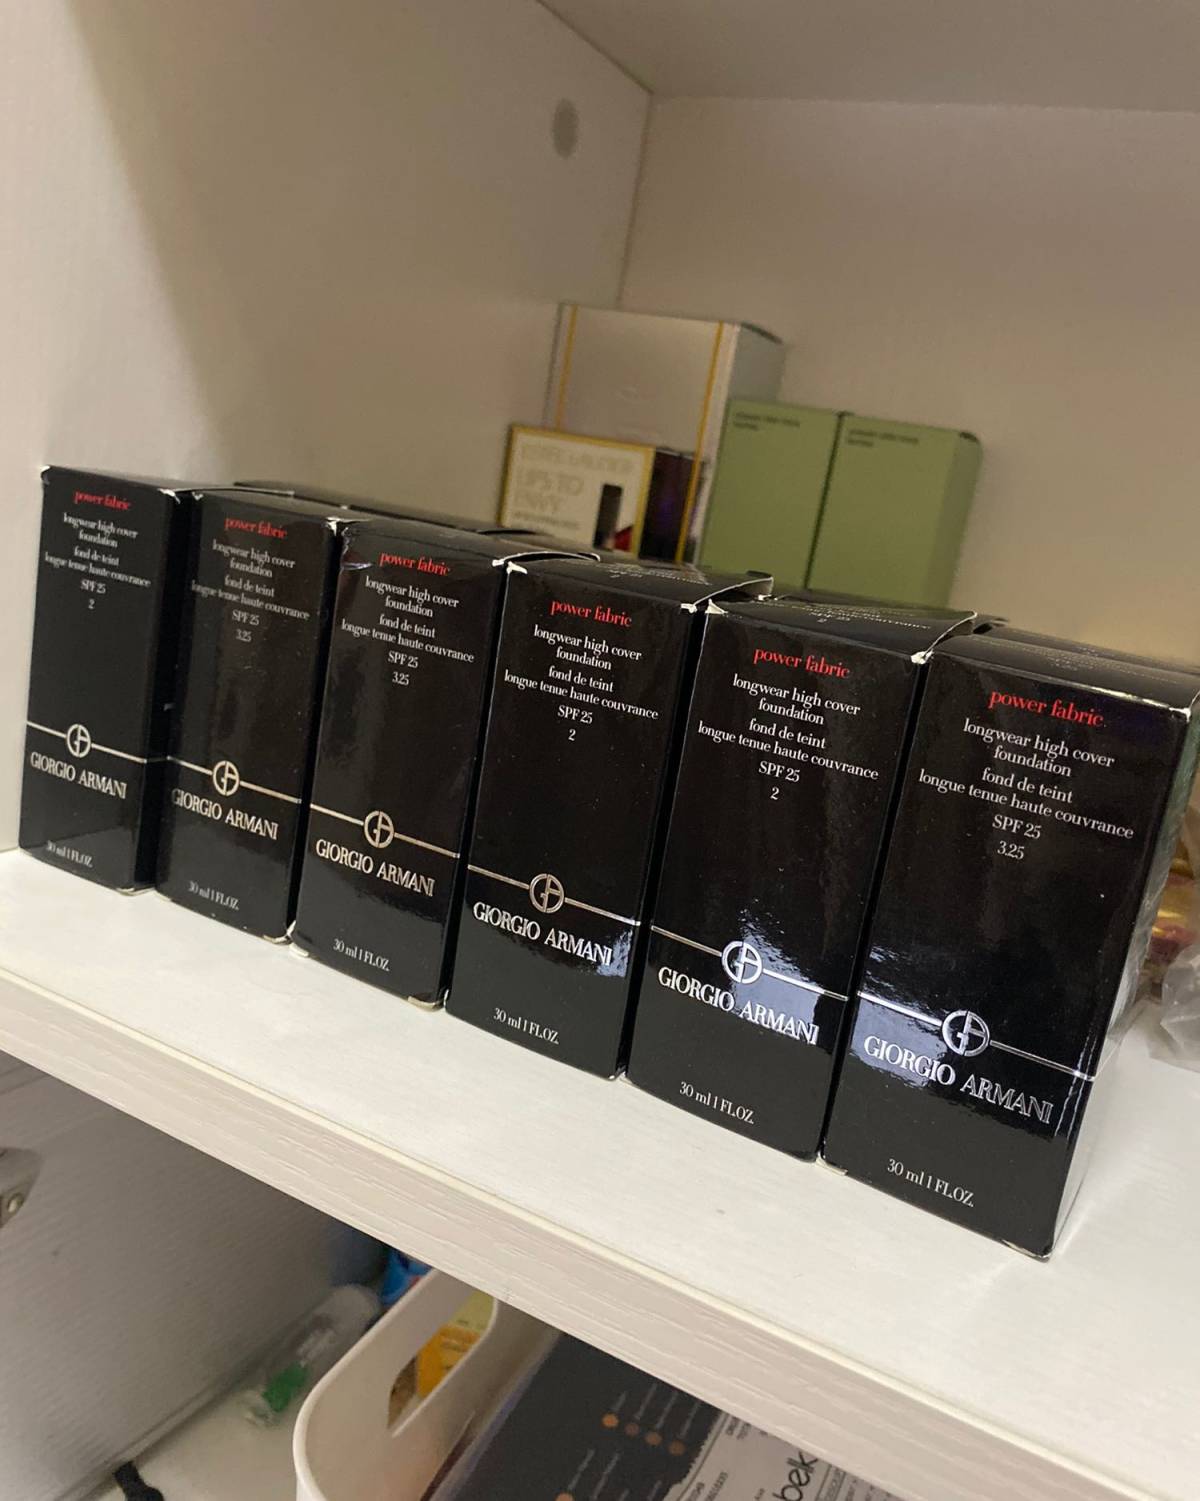 power fabric
longwear high cover
foundation
fond de teint
longue tenue haute couvrance
SPF 25
2
GIORGIO ARMANI
30 ml 1 FL.OZ.
power fabric
longwear high cover
foundation
fond de teint
longue tenue haute couvrance
SPF 25
3.25
GIORGIO ARMANI
30 ml 1 FL.OZ.
power fabric
longwear high cover
foundation
fond de teint
longue tenue haute couvrance
SPF 25
3.25
GIORGIO ARMANI
30 ml 1 FL.OZ.
power fabric
longwear high cover
foundation
fond de teint
longue tenue haute couvrance
SPF 25
2
GIORGIO ARMANI
30 ml 1 FL.OZ.
power fabric
longwear high cover
foundation
fond de teint
longue tenue haute couvrance
SPF 25
2
GIORGIO ARMANI
30 ml 1 FL.OZ.
power fabric
longwear high cover
foundation
fond de teint
longue tenue haute couvrance
SPF 25
3.25
GIORGIO ARMANI
30 ml 1 FL.OZ.
ESTEE LAUDER
LIPS TO
ENVY
belk